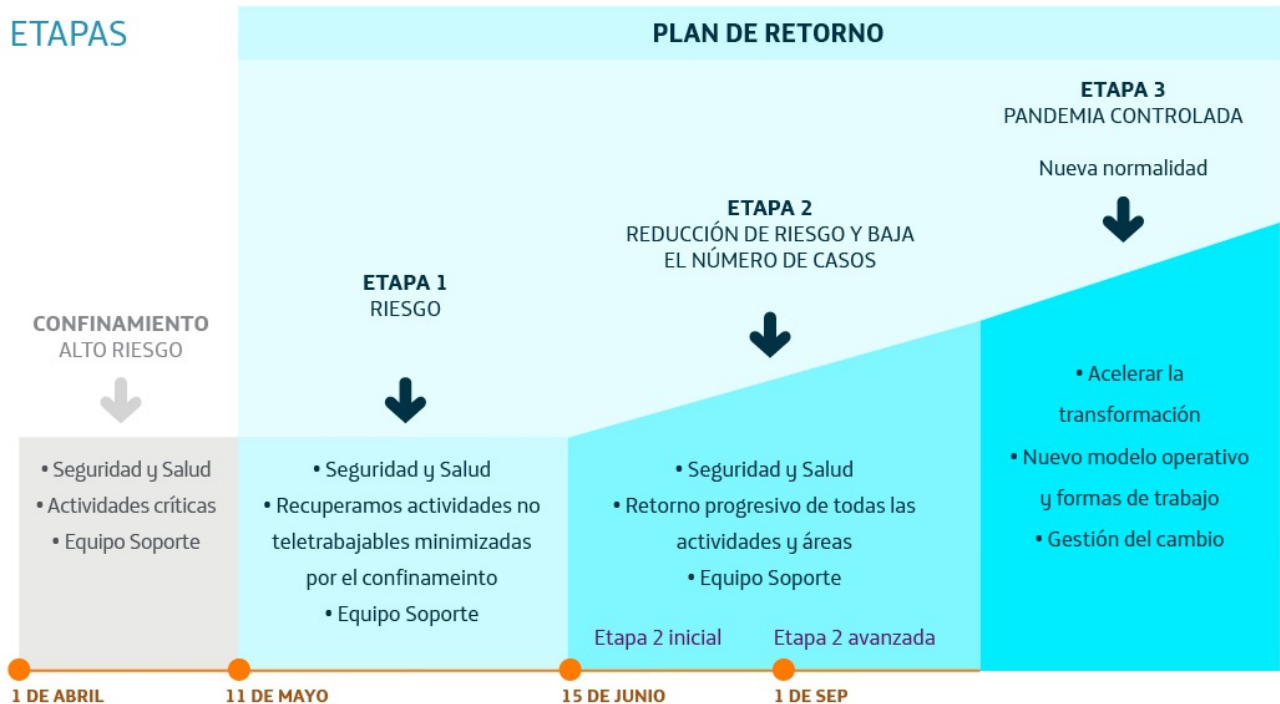 ETAPAS
PLAN DE RETORNO
CONFINAMIENTO
ALTO RIESGO
• Seguridad y Salud
• Actividades críticas
• Equipo Soporte
ETAPA 1
RIESGO
• Seguridad y Salud
• Recuperamos actividades no
teletrabajables minimizadas
por el confinameinto
• Equipo Soporte
ETAPA 2
REDUCCIÓN DE RIESGO Y BAJA
EL NÚMERO DE CASOS
• Seguridad y Salud
• Retorno progresivo de todas las
actividades y áreas
• Equipo Soporte
Etapa 2 inicial
Etapa 2 avanzada
ETAPA 3
PANDEMIA CONTROLADA
Nueva normalidad
• Acelerar la
transformación
• Nuevo modelo operativo
y formas de trabajo
• Gestión del cambio
1 DE ABRIL
11 DE MAYO
15 DE JUNIO
1 DE SEP